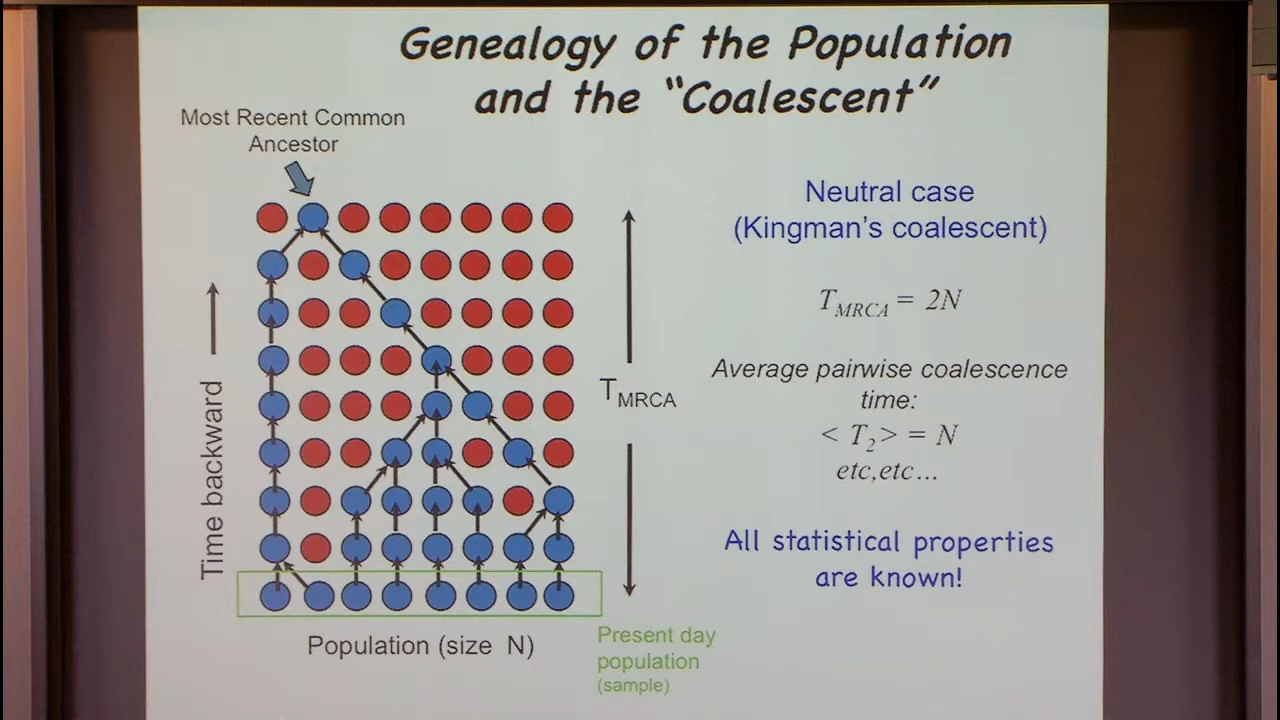 Genealogy of the Population
and the “Coalescent”
Most Recent Common
Ancestor
Time backward
T_MRCA
Population (size N)
Present day
population
(sample)
Neutral case
(Kingman’s coalescent)
T_MRCA = 2N
Average pairwise coalescence
time:
< T_2 > = N
etc,etc…
All statistical properties
are known!